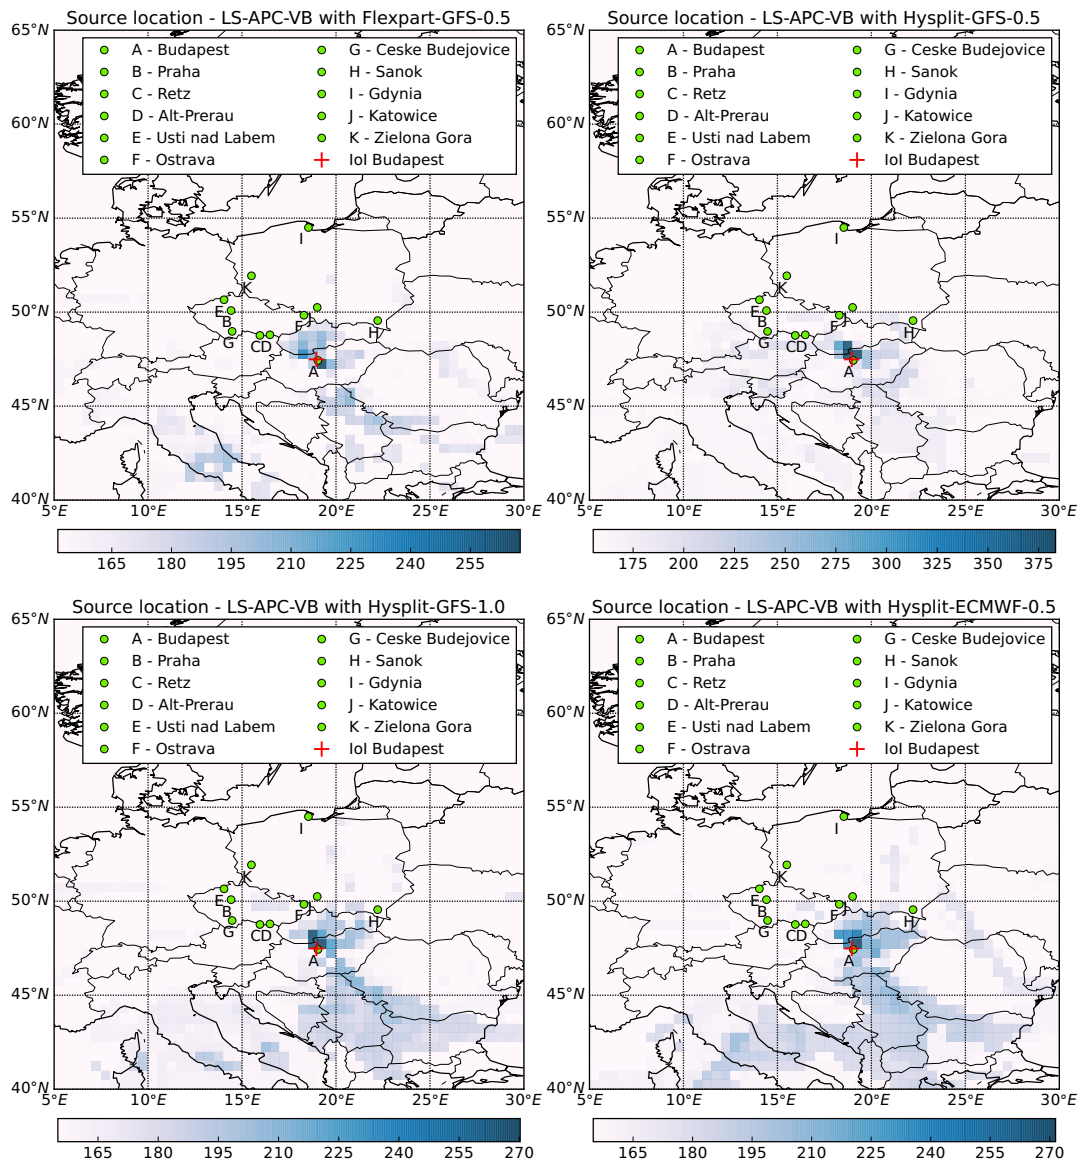 Source location - LS-APC-VB with Flexpart-GFS-0.5
65°N
A - Budapest
G - Ceske Budejovice
B - Praha
H - Sanok
C - Retz
I - Gdynia
D - Alt-Prerau
J - Katowice
E - Usti nad Labem
K - Zielona Gora
F - Ostrava
IoI Budapest
60°N
55°N
I
K
50°N
E
B
F
J
H
G
CD
A
45°N
40°N
5°E
10°E
15°E
20°E
25°E
30°E
165
180
195
210
225
240
255
Source location - LS-APC-VB with Hysplit-GFS-0.5
65°N
A - Budapest
G - Ceske Budejovice
B - Praha
H - Sanok
C - Retz
I - Gdynia
D - Alt-Prerau
J - Katowice
E - Usti nad Labem
K - Zielona Gora
F - Ostrava
IoI Budapest
60°N
55°N
I
K
50°N
E
B
F
J
H
G
CD
A
45°N
40°N
5°E
10°E
15°E
20°E
25°E
30°E
175
200
225
250
275
300
325
350
375
Source location - LS-APC-VB with Hysplit-GFS-1.0
65°N
A - Budapest
G - Ceske Budejovice
B - Praha
H - Sanok
C - Retz
I - Gdynia
D - Alt-Prerau
J - Katowice
E - Usti nad Labem
K - Zielona Gora
F - Ostrava
IoI Budapest
60°N
55°N
I
K
50°N
E
B
F
J
H
G
CD
A
45°N
40°N
5°E
10°E
15°E
20°E
25°E
30°E
165
180
195
210
225
240
255
270
Source location - LS-APC-VB with Hysplit-ECMWF-0.5
65°N
A - Budapest
G - Ceske Budejovice
B - Praha
H - Sanok
C - Retz
I - Gdynia
D - Alt-Prerau
J - Katowice
E - Usti nad Labem
K - Zielona Gora
F - Ostrava
IoI Budapest
60°N
55°N
I
K
50°N
E
B
F
J
H
G
CD
A
45°N
40°N
5°E
10°E
15°E
20°E
25°E
30°E
165
180
195
210
225
240
255
270